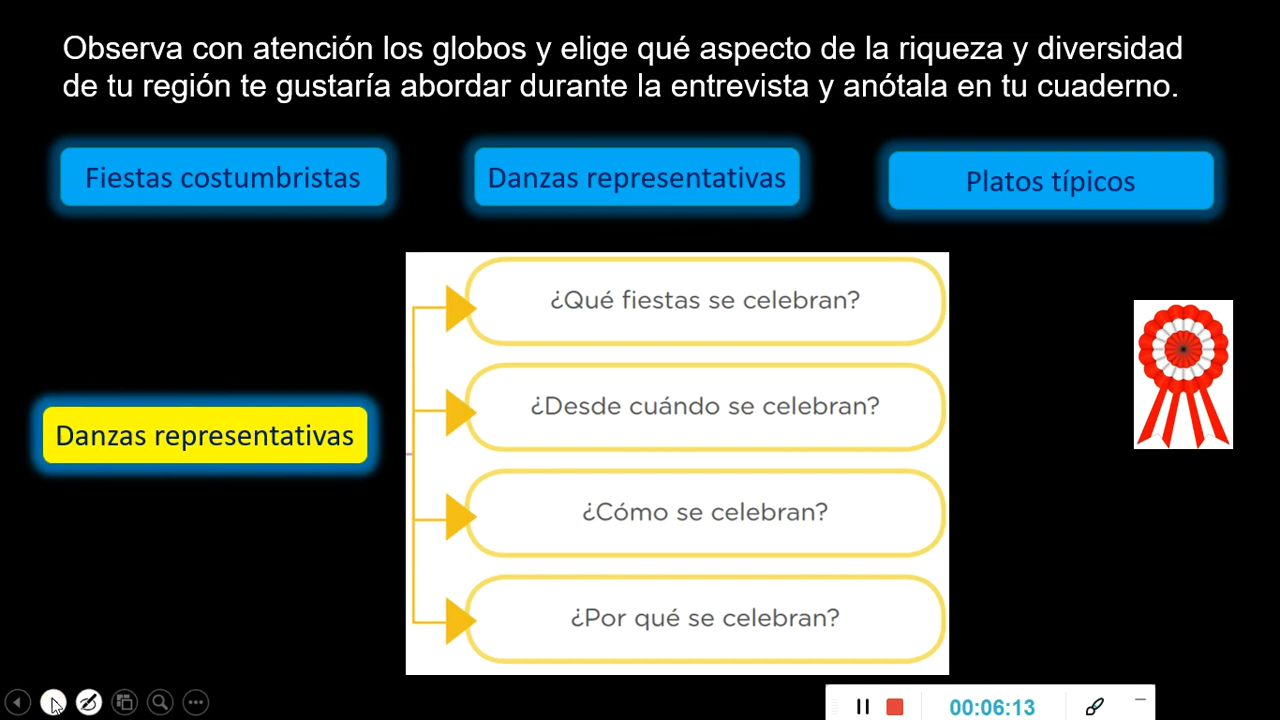 Observa con atención los globos y elige qué aspecto de la riqueza y diversidad
de tu región te gustaría abordar durante la entrevista y anótala en tu cuaderno.
Fiestas costumbristas
Danzas representativas
Platos típicos
¿Qué fiestas se celebran?
¿Desde cuándo se celebran?
Danzas representativas
¿Cómo se celebran?
¿Por qué se celebran?
00:06:13